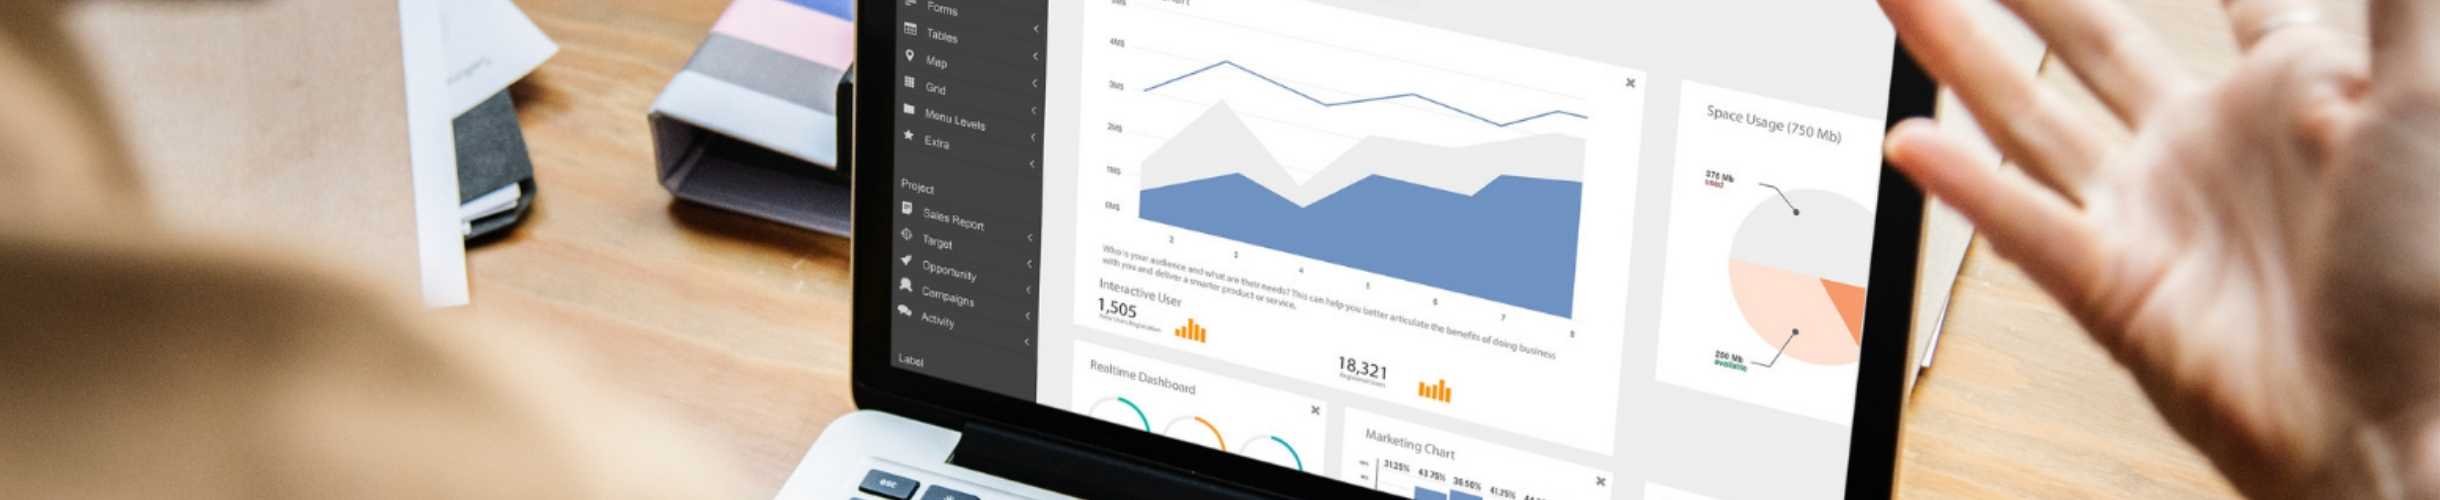 Forms
Tables
Map
Grid
Menu Levels
Extra
Project
Sales Report
Target
Opportunity
Campaigns
Activity
Label
4M$
3M$
2M$
1M$
0M$
2
3
4
5
6
7
8
Who is your audience and what are their needs? This can help you better articulate the benefits of doing business
with you and deliver a smarter product or service.
Interactive User
1,505
18,321
Realtime Dashboard
Marketing Chart
31.25% 43.75% 38.50% 41.25%
Space Usage (750 Mb)
376 Mb
used
250 Mb
available
esc